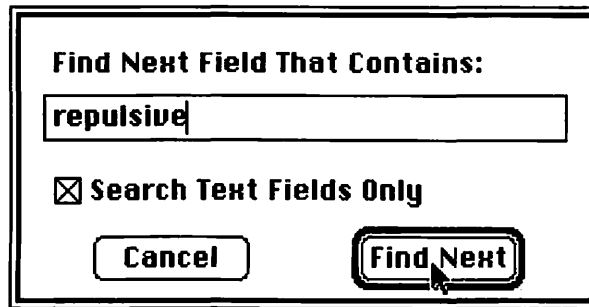 Find Next Field That Contains:
repulsive
Search Text Fields Only
Cancel
Find Next